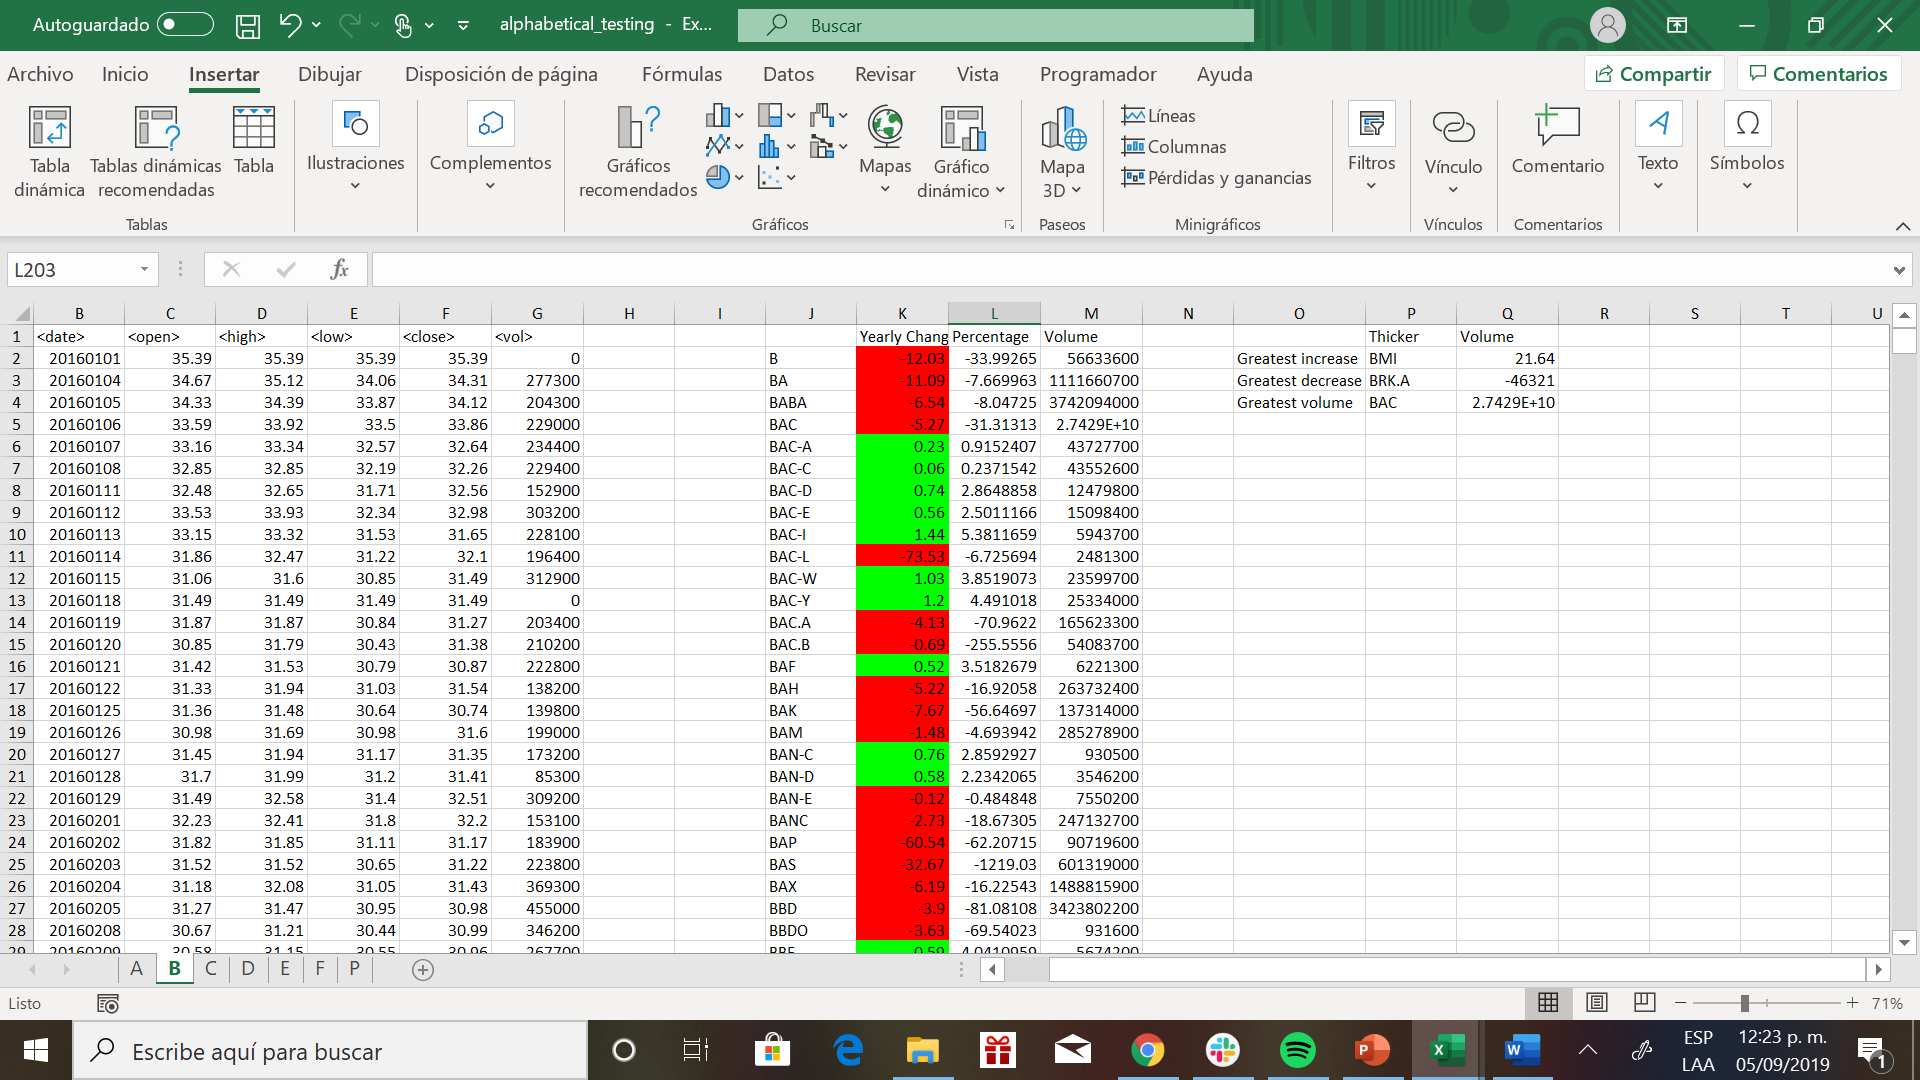 Autoguardado alphabetical_testing - Ex... Buscar
Archivo Inicio Insertar Dibujar Disposición de página Fórmulas Datos Revisar Vista Programador Ayuda Compartir Comentarios
Tabla dinámica Tablas dinámicas recomendadas Tabla Ilustraciones Complementos Gráficos recomendados Mapas Gráfico dinámico Mapa 3D Líneas Columnas Pérdidas y ganancias Filtros Vínculo Comentario Texto Símbolos
Tablas Gráficos Paseos Minigráficos Vínculos Comentarios
L203 fx
B C D E F G H I J K L M N O P Q R S T U
1 <date> <open> <high> <low> <close> <vol> Yearly Chang Percentage Volume Thicker Volume
2 20160101 35.39 35.39 35.39 35.39 0 B -12.03 -33.99265 56633600 Greatest increase BMI 21.64
3 20160104 34.67 35.12 34.06 34.31 277300 BA -11.09 -7.669963 1111660700 Greatest decrease BRK.A -46321
4 20160105 34.33 34.39 33.87 34.12 204300 BABA -6.54 -8.04725 3742094000 Greatest volume BAC 2.7429E+10
5 20160106 33.59 33.92 33.5 33.86 229000 BAC -5.27 -31.31313 2.7429E+10
6 20160107 33.16 33.34 32.57 32.64 234400 BAC-A 0.23 0.9152407 43727700
7 20160108 32.85 32.85 32.19 32.26 229400 BAC-C 0.06 0.2371542 43552600
8 20160111 32.48 32.65 31.71 32.56 152900 BAC-D 0.74 2.8648858 12479800
9 20160112 33.53 33.93 32.34 32.98 303200 BAC-E 0.56 2.5011166 15098400
10 20160113 33.15 33.32 31.53 31.65 228100 BAC-I 1.44 5.3811659 5943700
11 20160114 31.86 32.47 31.22 32.1 196400 BAC-L -73.53 -6.725694 2481300
12 20160115 31.06 31.6 30.85 31.49 312900 BAC-W 1.03 3.8519073 23599700
13 20160118 31.49 31.49 31.49 31.49 0 BAC-Y 1.2 4.491018 25334000
14 20160119 31.87 31.87 30.84 31.27 203400 BAC.A -4.13 -70.9622 165623300
15 20160120 30.85 31.79 30.43 31.38 210200 BAC.B -0.69 -255.5556 54083700
16 20160121 31.42 31.53 30.79 30.87 222800 BAF 0.52 3.5182679 6221300
17 20160122 31.33 31.94 31.03 31.54 138200 BAH -5.22 -16.92058 263732400
18 20160125 31.36 31.48 30.64 30.74 139800 BAK -7.67 -56.64697 137314000
19 20160126 30.98 31.69 30.98 31.6 199000 BAM -1.48 -4.693942 285278900
20 20160127 31.45 31.94 31.17 31.35 173200 BAN-C 0.76 2.8592927 930500
21 20160128 31.7 31.99 31.2 31.41 85300 BAN-D 0.58 2.2342065 3546200
22 20160129 31.49 32.58 31.4 32.51 309200 BAN-E -0.12 -0.484848 7550200
23 20160201 32.23 32.41 31.8 32.2 153100 BANC -2.73 -18.67305 247132700
24 20160202 31.82 31.85 31.11 31.17 183900 BAP -60.54 -62.20715 90719600
25 20160203 31.52 31.52 30.65 31.22 223800 BAS -32.67 -1219.03 601319000
26 20160204 31.18 32.08 31.05 31.43 369300 BAX -6.19 -16.22543 1488815900
27 20160205 31.27 31.47 30.95 30.98 455000 BBD -3.9 -81.08108 3423802200
28 20160208 30.67 31.21 30.44 30.99 346200 BBDO -3.63 -69.54023 931600
29 20160209 30.58 31.15 30.55 30.96 267700 0.59 4.0410959 5674200
A B C D E F P
Listo 71%
Escribe aquí para buscar ESP 12:23 p. m.
LAA 05/09/2019 1